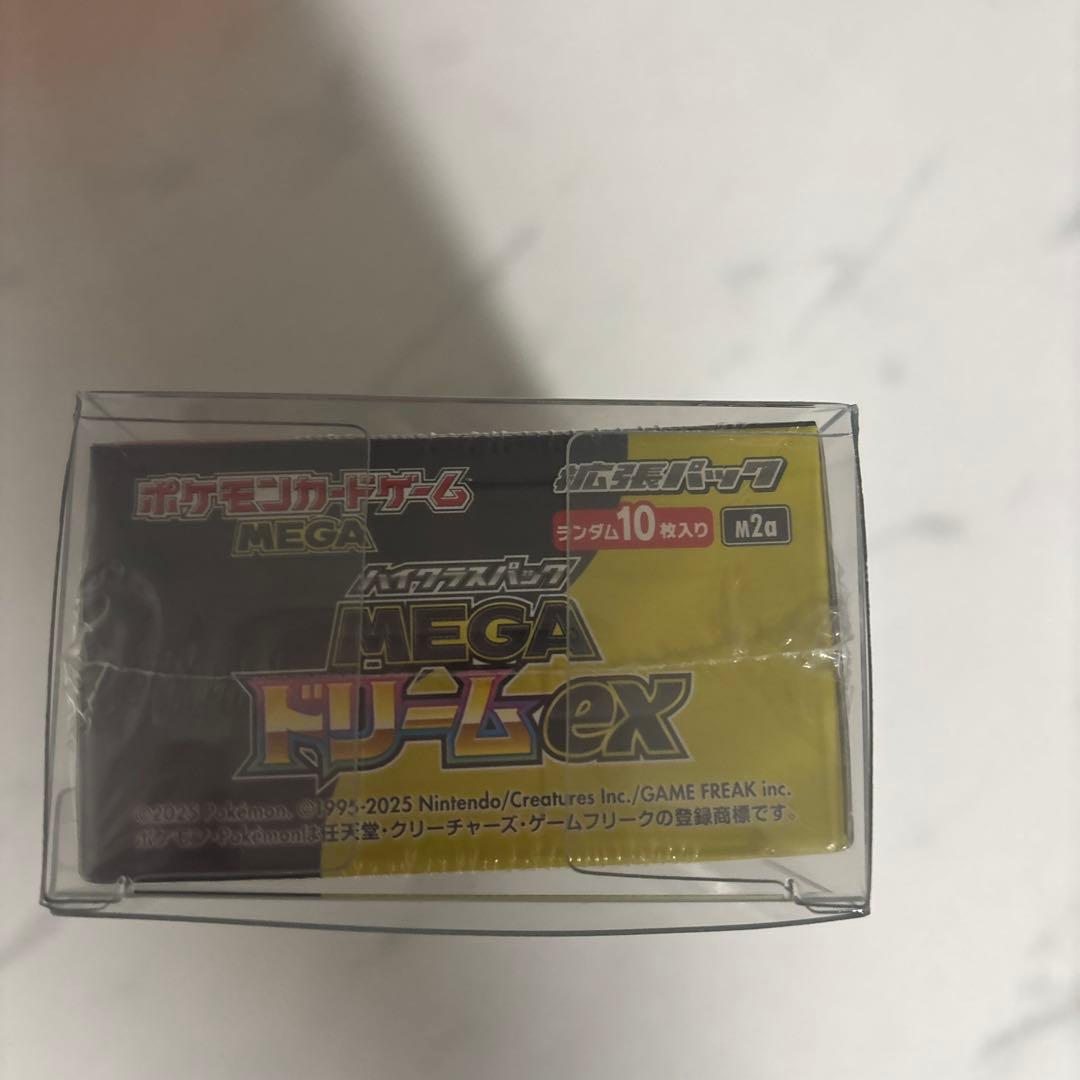 ポケモンカードゲーム
MEGA
拡張パック
ランダム10枚入り
M2a
ハイクラスパック
MEGA
ドリームex
©2025 Pokémon. ©1995-2025 Nintendo/Creatures Inc./GAME FREAK inc.
ポケモン・Pokémonは任天堂・クリーチャーズ・ゲームフリークの登録商標です。